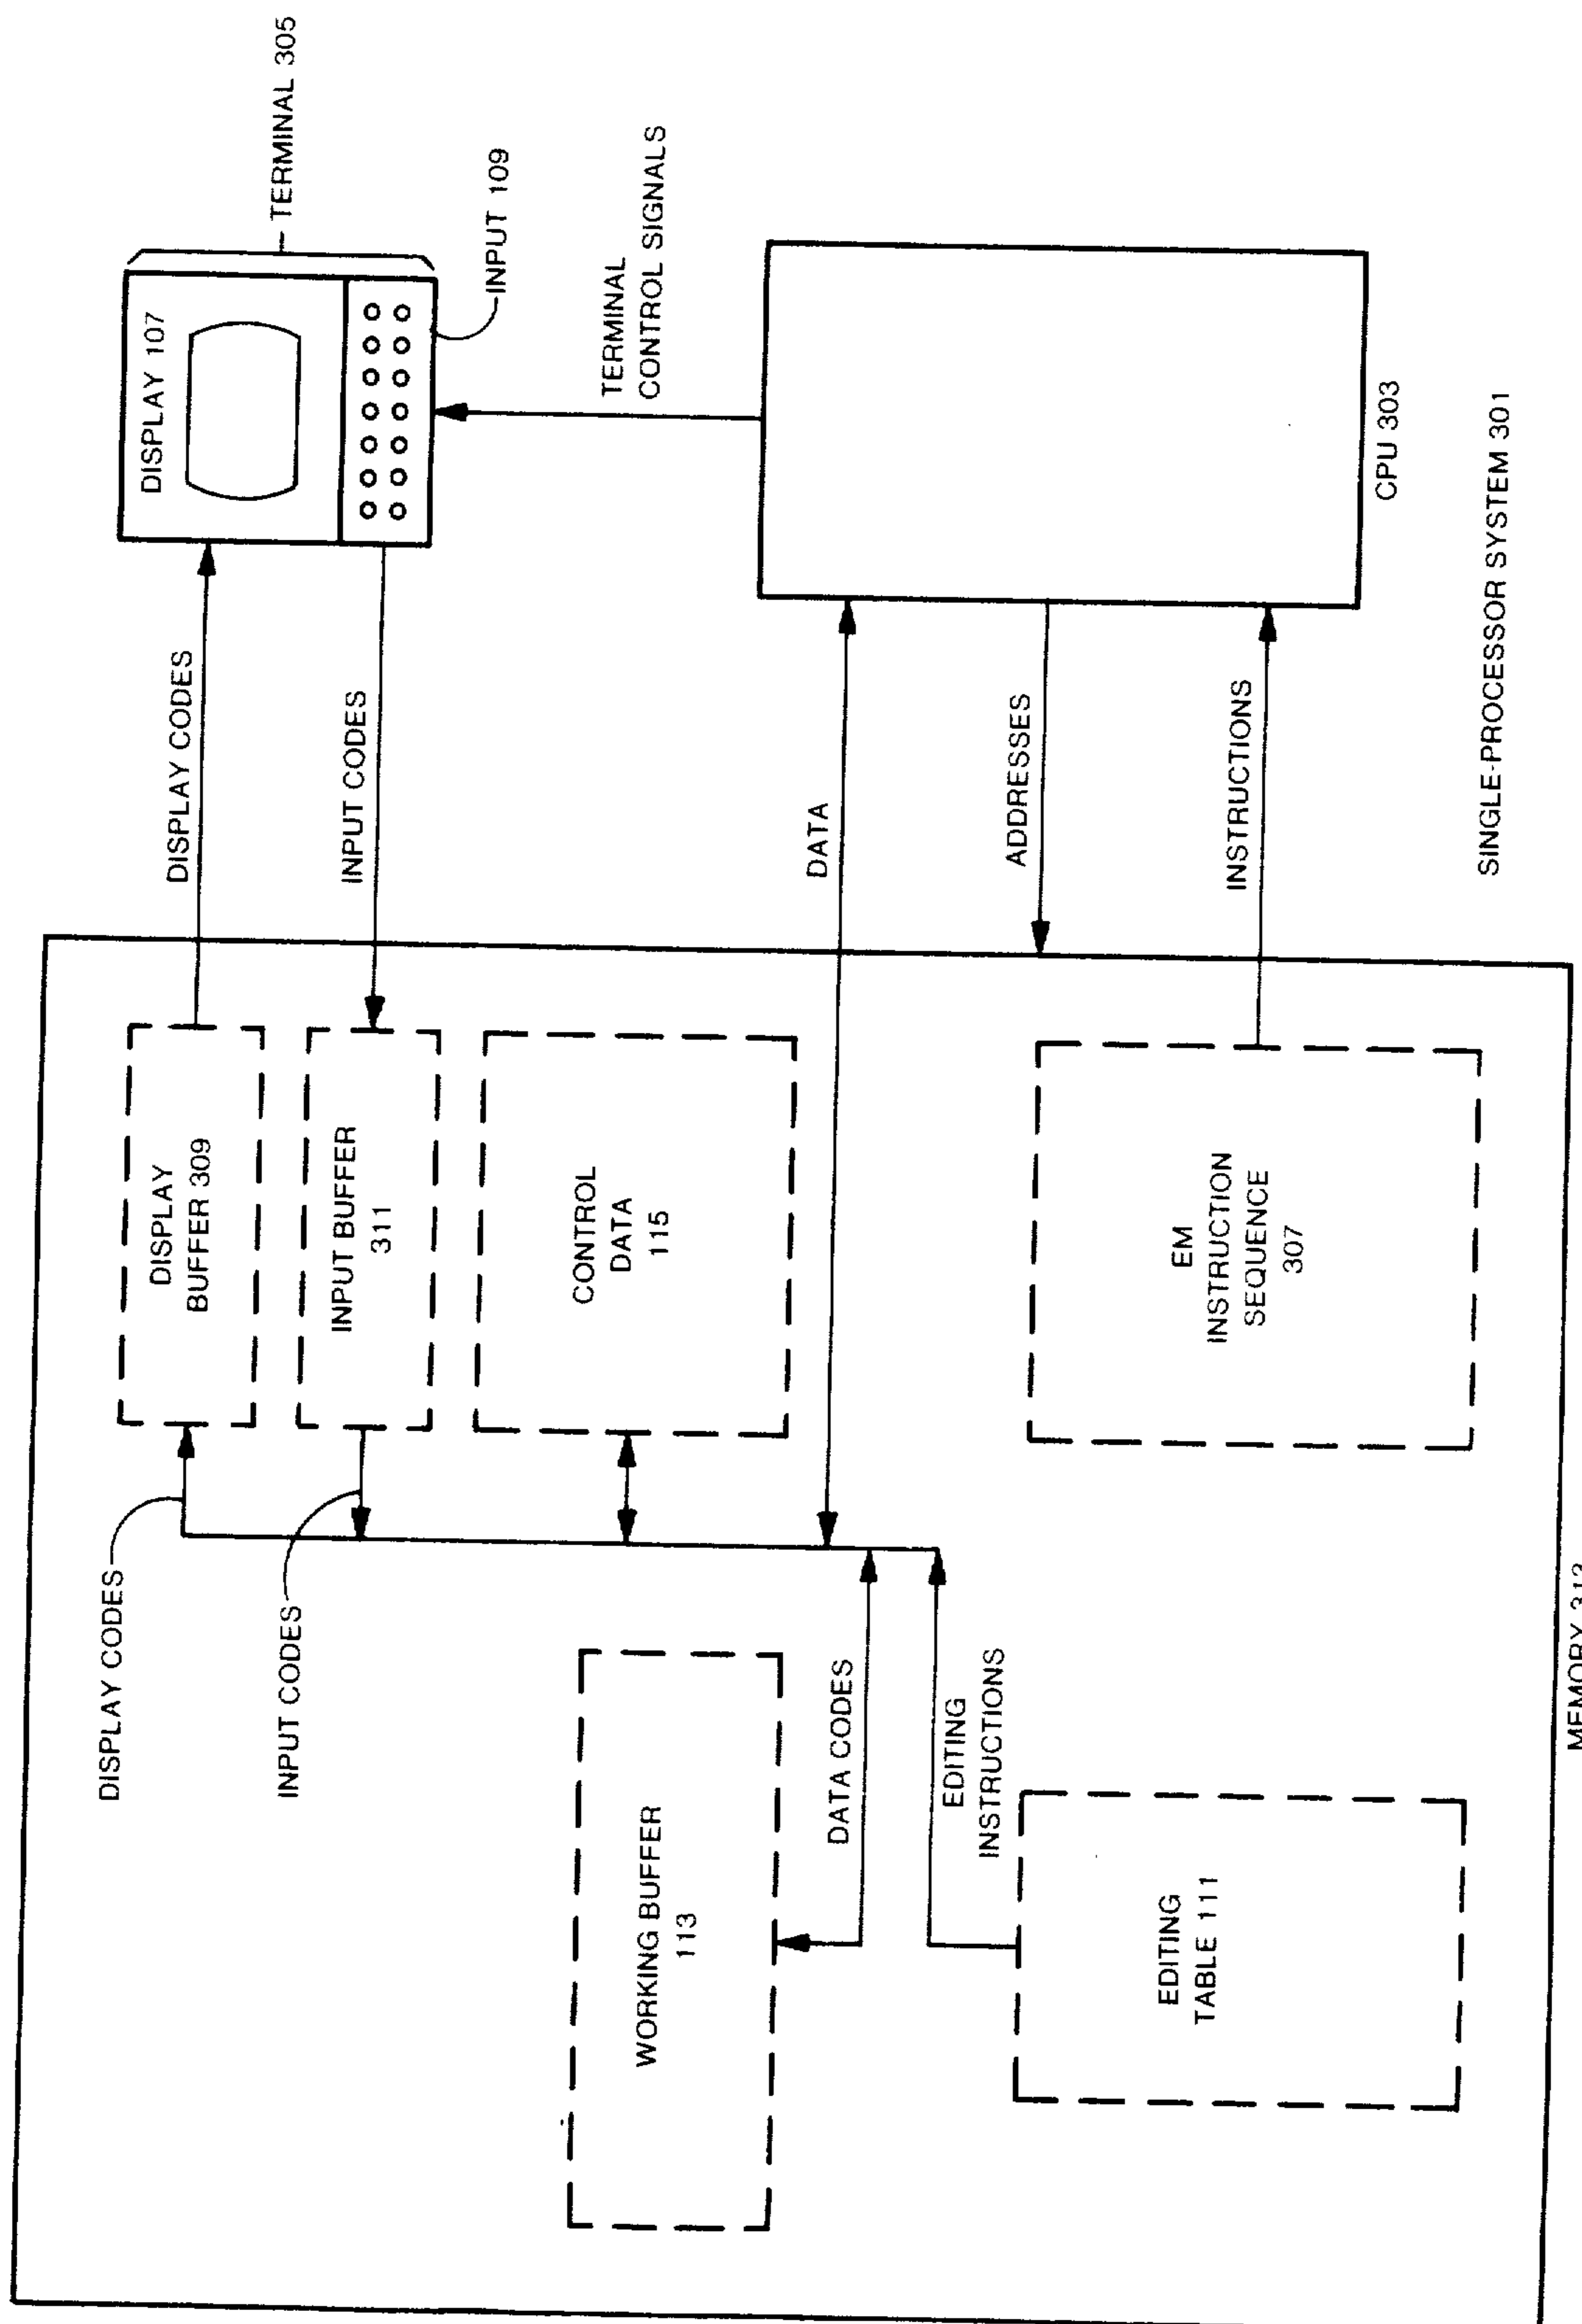 TERMINAL 305
DISPLAY 107
INPUT 109
DISPLAY CODES
INPUT CODES
TERMINAL
CONTROL SIGNALS
DISPLAY CODES
INPUT CODES
DISPLAY
BUFFER 309
INPUT BUFFER
311
CONTROL
DATA
115
WORKING BUFFER
113
DATA
DATA CODES
ADDRESSES
EDITING
INSTRUCTIONS
INSTRUCTIONS
EDITING
TABLE 111
EM
INSTRUCTION
SEQUENCE
307
CPU 303
SINGLE-PROCESSOR SYSTEM 301
MEMORY 313